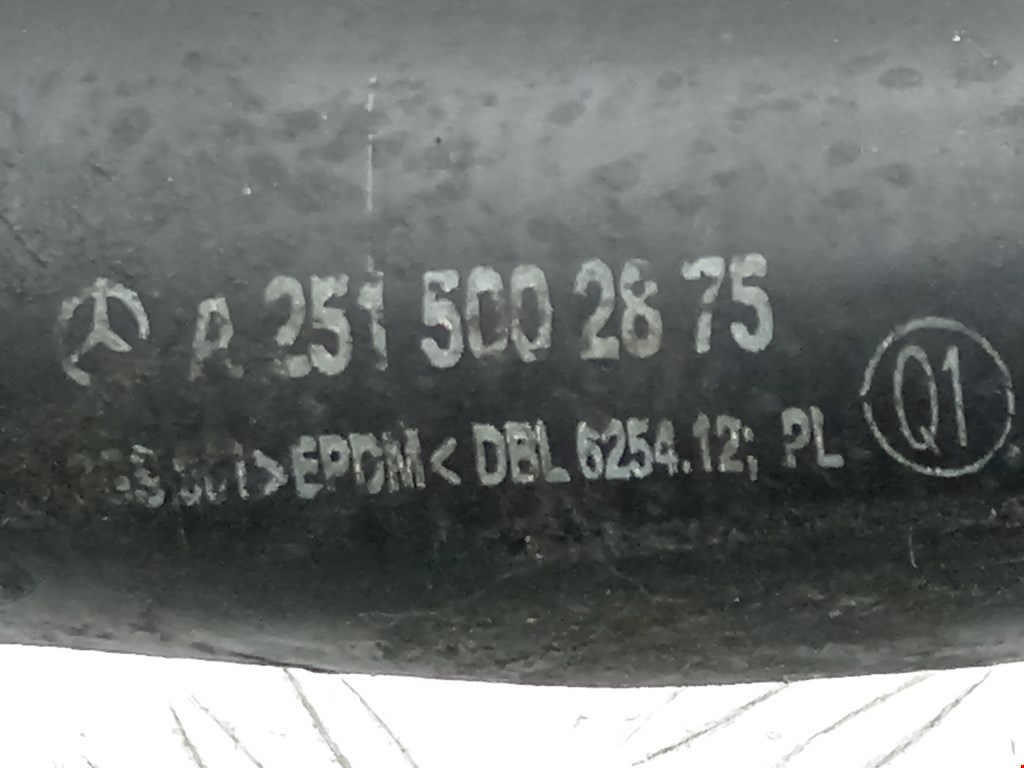 A 251 500 28 75
Q1
>EPDM< DBL 6254.12; PL